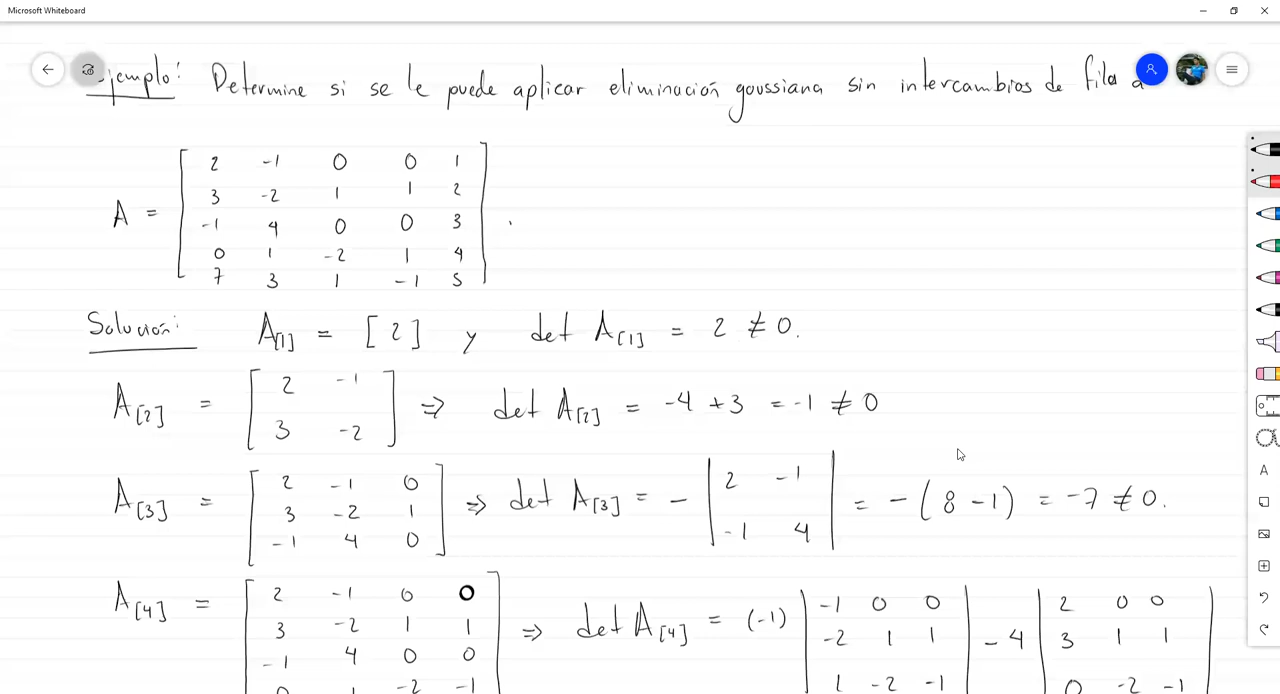 Microsoft Whiteboard
Ejemplo: Determine si se le puede aplicar eliminación gaussiana sin intercambios de fila a
A = [ 2 -1 0 0 1
3 -2 1 1 2
-1 4 0 0 3
0 1 -2 1 4
7 3 1 -1 5 ] .
Solución: A[1] = [2] y det A[1] = 2 ≠ 0.
A[2] = [ 2 -1
3 -2 ] ⇒ det A[2] = -4 + 3 = -1 ≠ 0
A[3] = [ 2 -1 0
3 -2 1
-1 4 0 ] ⇒ det A[3] = - | 2 -1
-1 4 | = -(8 - 1) = -7 ≠ 0.
A[4] = [ 2 -1 0 0
3 -2 1 1
-1 4 0 0
0 1 -2 -1 ⇒ det A[4] = (-1) | -1 0 0
-2 1 1
1 -2 -1 | - 4 | 2 0 0
3 1 1
0 -2 -1 |
A